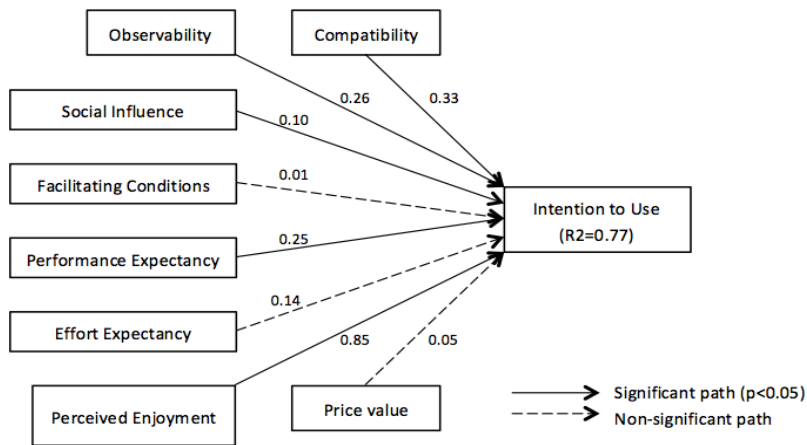 Observability
Compatibility
0.26
0.33
Social Influence
0.10
Facilitating Conditions
0.01
Intention to Use
(R2=0.77)
Performance Expectancy
0.25
Effort Expectancy
0.14
0.85
0.05
Perceived Enjoyment
Price value
Significant path (p<0.05)
Non-significant path